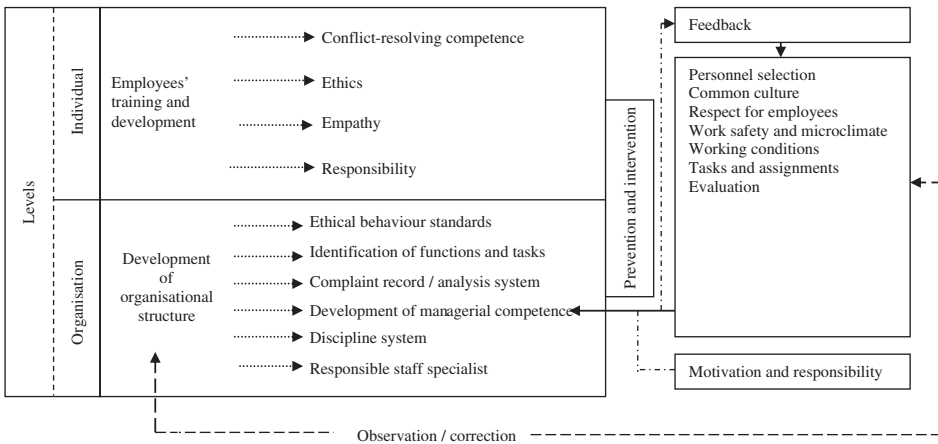 Levels
Individual
Employees'
training and
development
Conflict-resolving competence
Ethics
Empathy
Responsibility
Organisation
Development
of
organisational
structure
Ethical behaviour standards
Identification of functions and tasks
Complaint record / analysis system
Development of managerial competence
Discipline system
Responsible staff specialist
Prevention and intervention
Feedback
Personnel selection
Common culture
Respect for employees
Work safety and microclimate
Working conditions
Tasks and assignments
Evaluation
Motivation and responsibility
Observation / correction